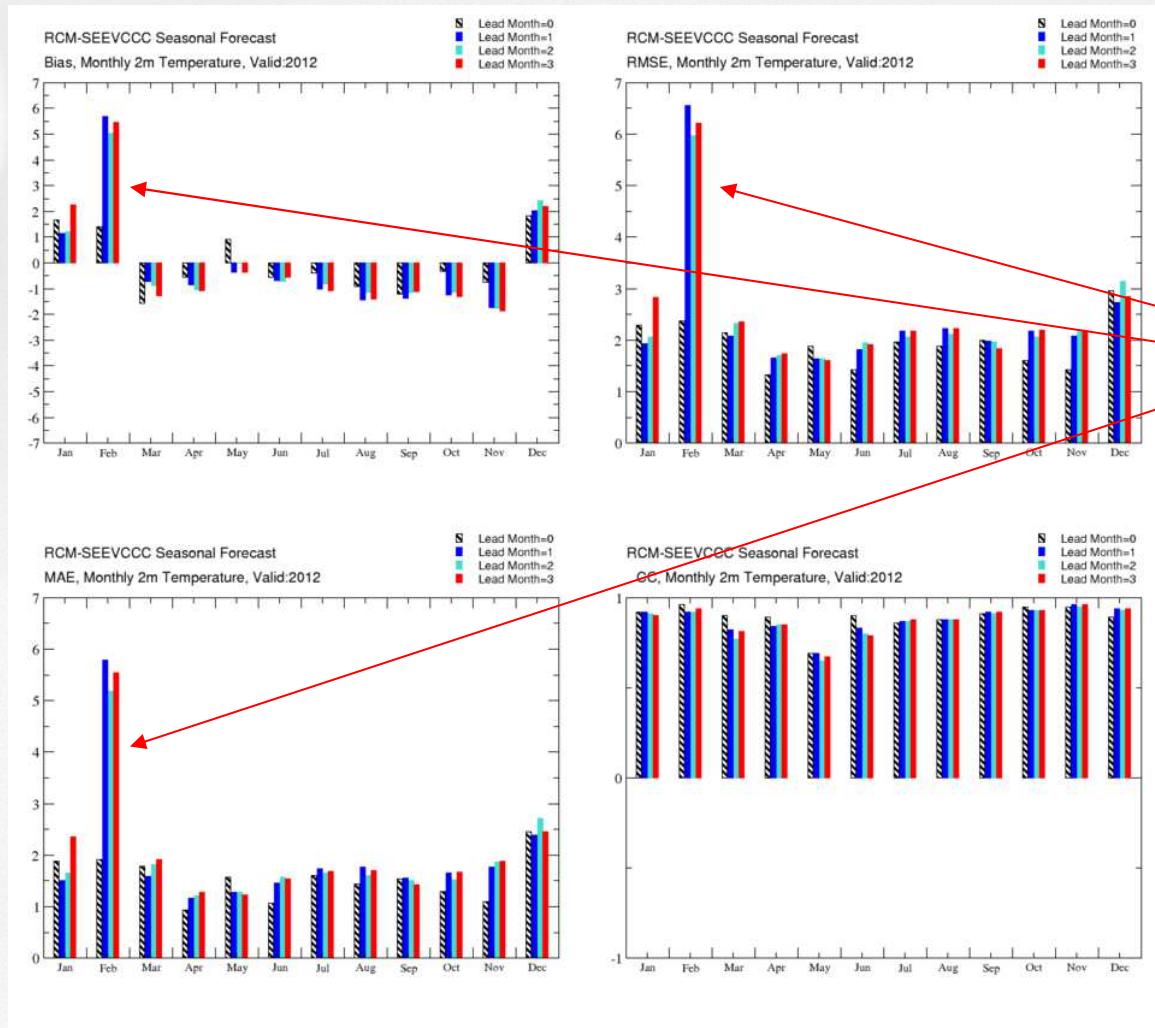 RCM-SEEVCCC Seasonal Forecast
Bias, Monthly 2m Temperature, Valid:2012
Lead Month=0
Lead Month=1
Lead Month=2
Lead Month=3
7
6
5
4
3
2
1
0
-1
-2
-3
-4
-5
-6
-7
Jan Feb Mar Apr May Jun Jul Aug Sep Oct Nov Dec
RCM-SEEVCCC Seasonal Forecast
RMSE, Monthly 2m Temperature, Valid:2012
Lead Month=0
Lead Month=1
Lead Month=2
Lead Month=3
7
6
5
4
3
2
1
0
Jan Feb Mar Apr May Jun Jul Aug Sep Oct Nov Dec
RCM-SEEVCCC Seasonal Forecast
MAE, Monthly 2m Temperature, Valid:2012
Lead Month=0
Lead Month=1
Lead Month=2
Lead Month=3
7
6
5
4
3
2
1
0
Jan Feb Mar Apr May Jun Jul Aug Sep Oct Nov Dec
RCM-SEEVCCC Seasonal Forecast
CC, Monthly 2m Temperature, Valid:2012
Lead Month=0
Lead Month=1
Lead Month=2
Lead Month=3
1
0
-1
Jan Feb Mar Apr May Jun Jul Aug Sep Oct Nov Dec